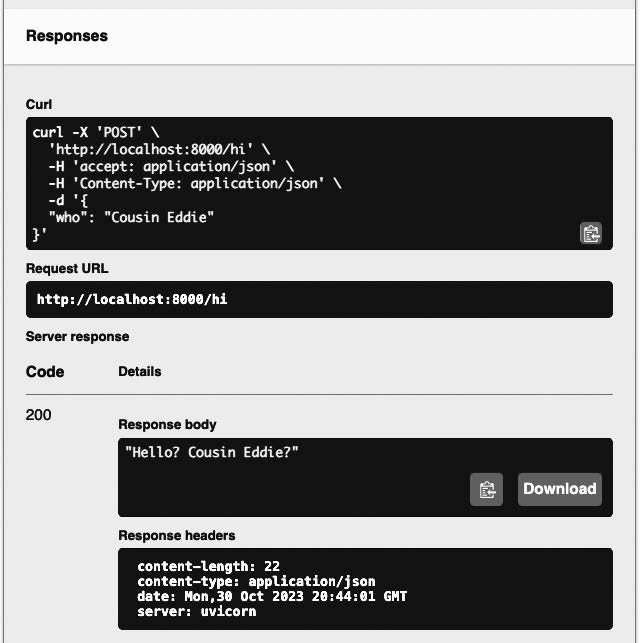 Responses
Curl
curl -X 'POST' \
  'http://localhost:8000/hi' \
  -H 'accept: application/json' \
  -H 'Content-Type: application/json' \
  -d '{
  "who": "Cousin Eddie"
}'
Request URL
http://localhost:8000/hi
Server response
Code Details
200
Response body
"Hello? Cousin Eddie?"
Download
Response headers
content-length: 22
content-type: application/json
date: Mon,30 Oct 2023 20:44:01 GMT
server: uvicorn